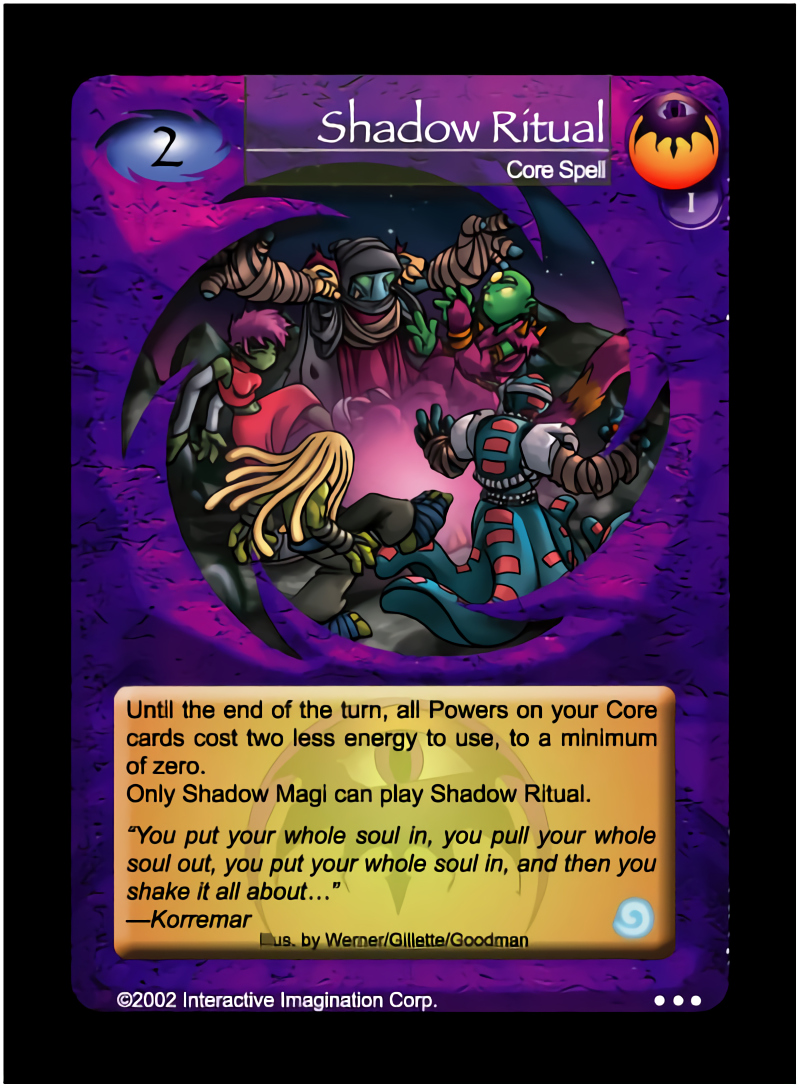 2
Shadow Ritual
Core Spell
I
Until the end of the turn, all Powers on your Core
cards cost two less energy to use, to a minimum
of zero.
Only Shadow Magi can play Shadow Ritual.
“You put your whole soul in, you pull your whole
soul out, you put your whole soul in, and then you
shake it all about…”
—Korremar
Illus. by Werner/Gillette/Goodman
©2002 Interactive Imagination Corp.